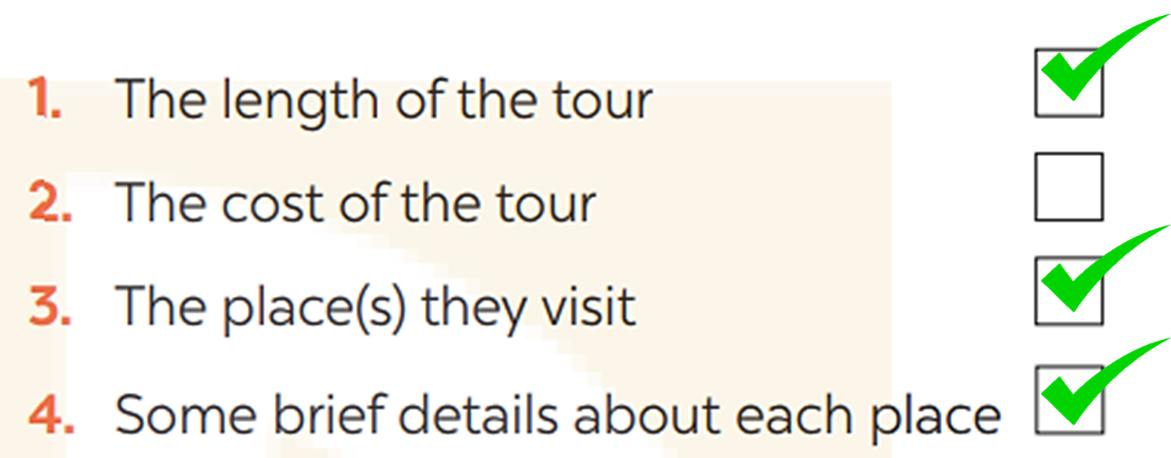 1. The length of the tour
2. The cost of the tour
3. The place(s) they visit
4. Some brief details about each place